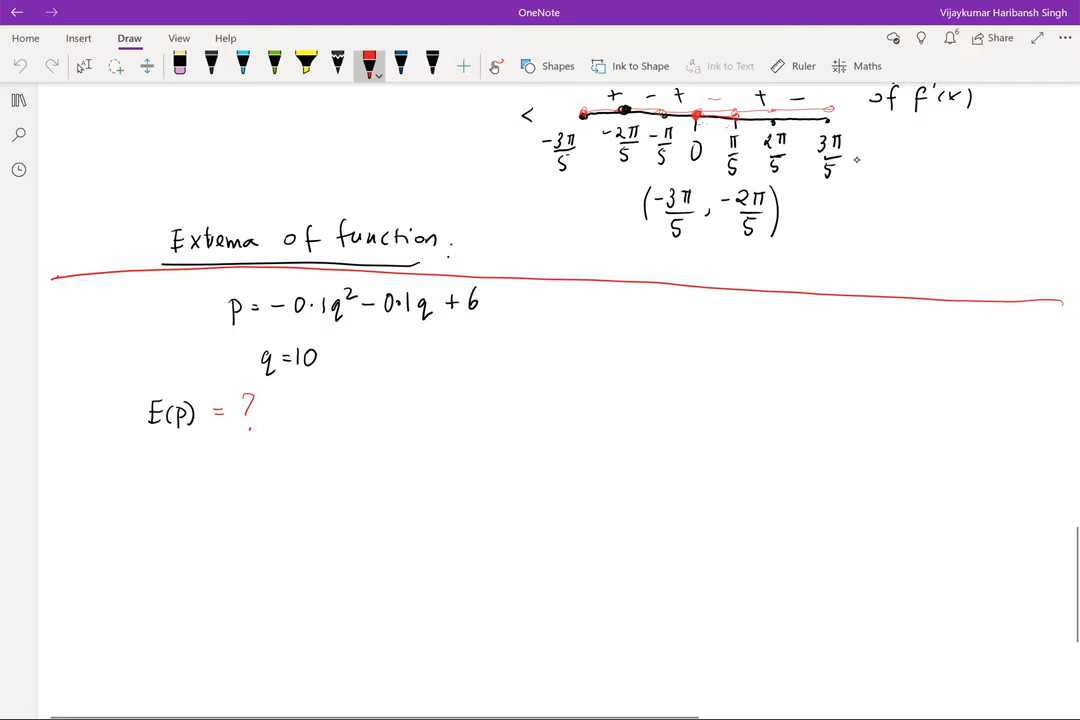 OneNote
Vijaykumar Haribansh Singh
Home Insert Draw View Help
6 Share
Shapes Ink to Shape Ink to Text Ruler Maths
+ - + - + - of f'(x)
<
-3π/5 -2π/5 -π/5 0 π/5 2π/5 3π/5
(-3π/5, -2π/5)
Extrema of function.
p = -0.1q² - 0.1q + 6
q = 10
E(p) = ?